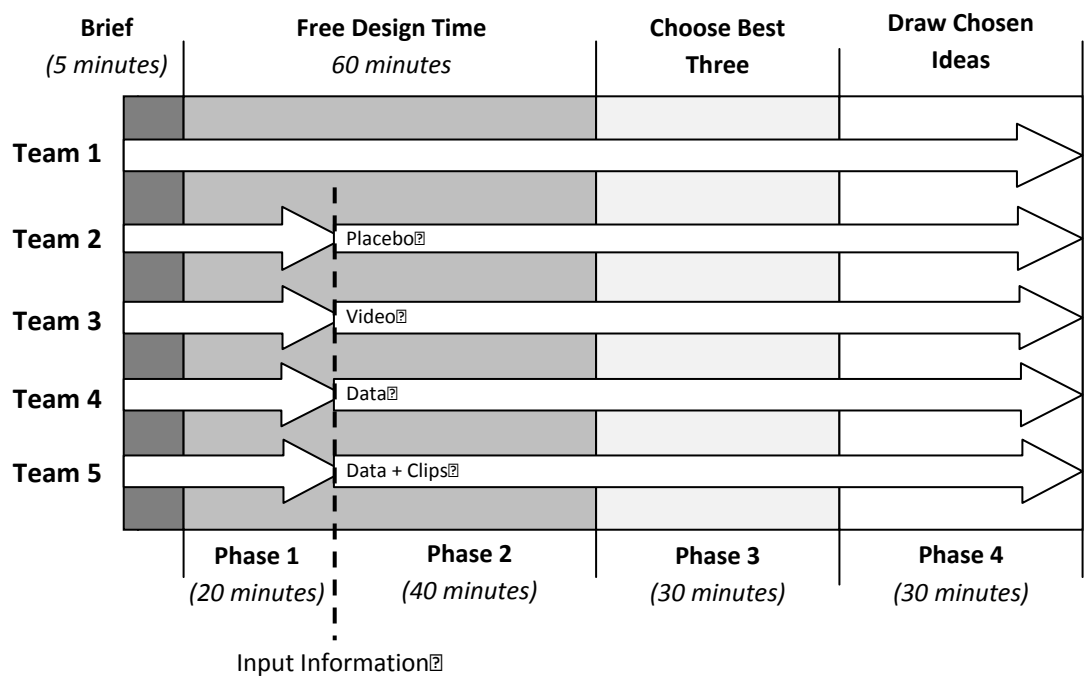 Brief
(5 minutes)
Free Design Time
60 minutes
Choose Best
Three
Draw Chosen
Ideas
Team 1
Team 2
Placebo
Team 3
Video
Team 4
Data
Team 5
Data + Clips
Phase 1
(20 minutes)
Phase 2
(40 minutes)
Phase 3
(30 minutes)
Phase 4
(30 minutes)
Input Information